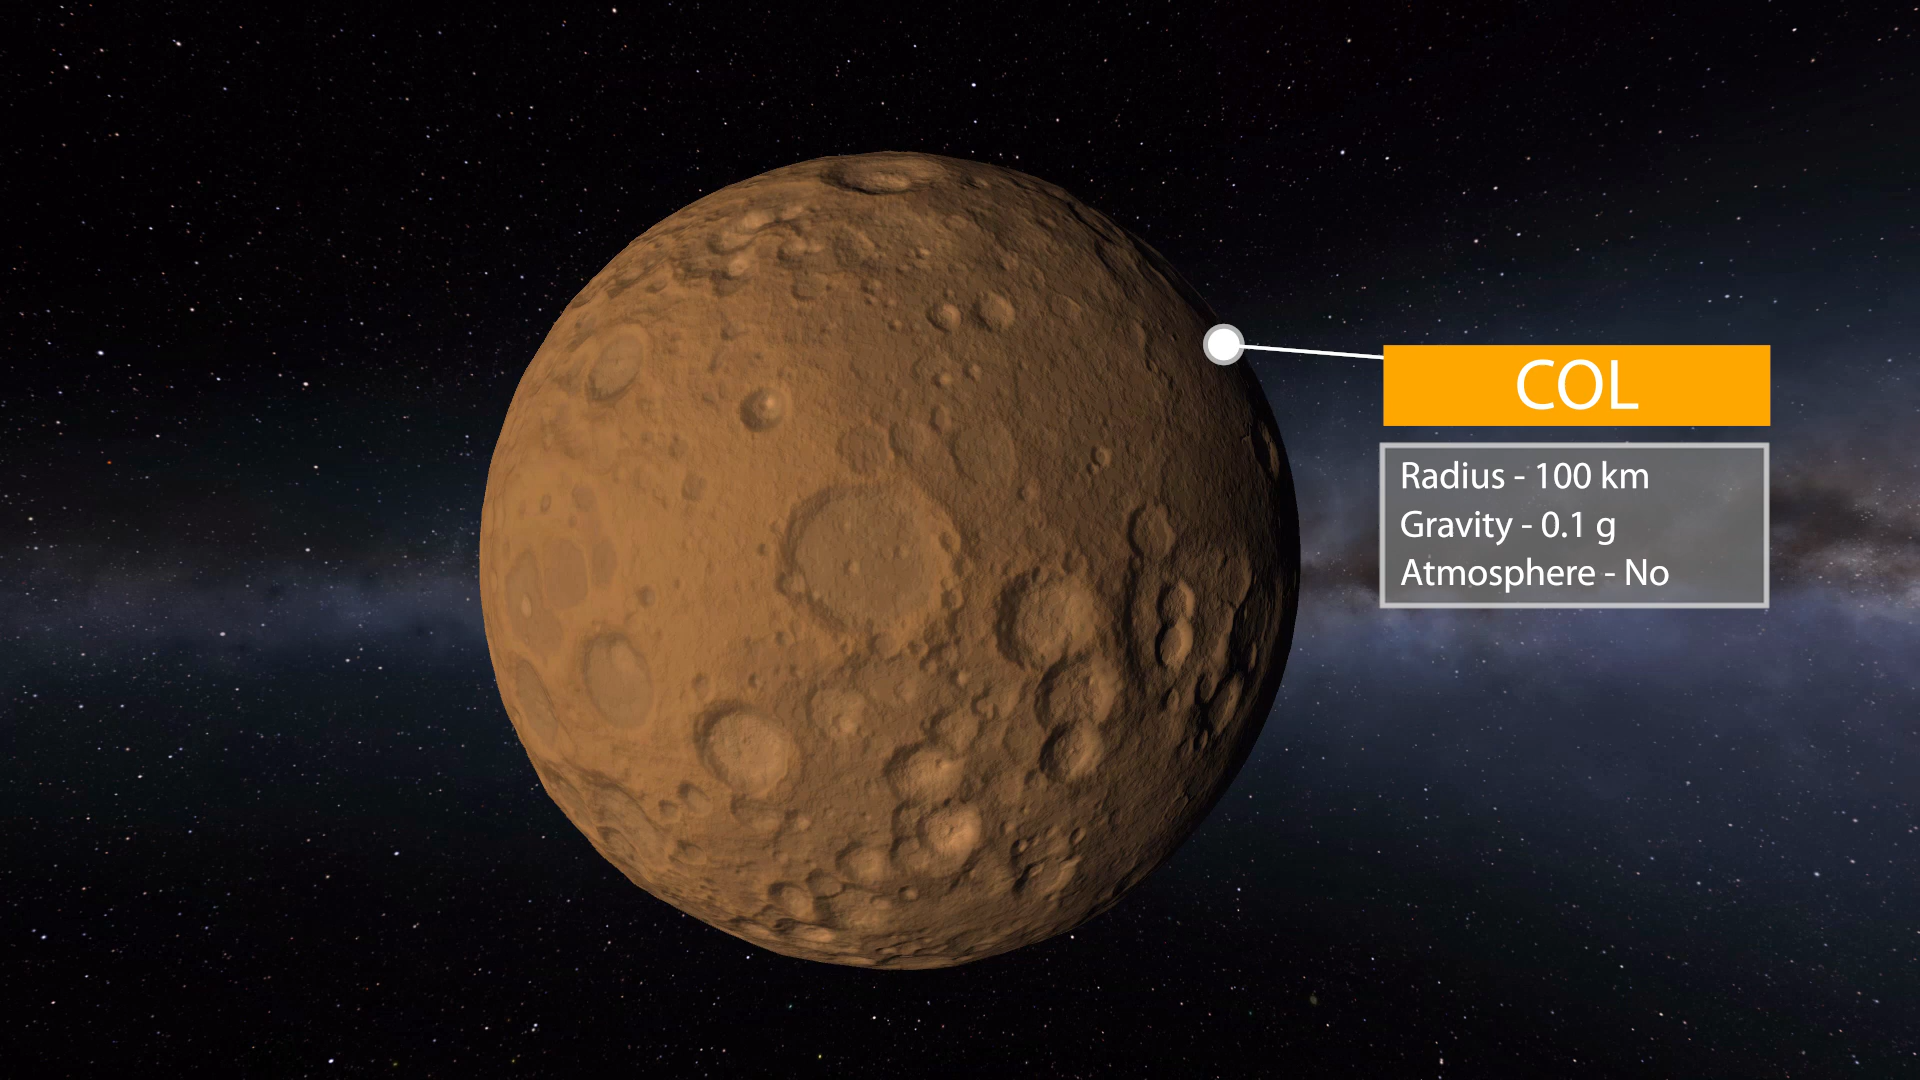 COL
Radius - 100 km
Gravity - 0.1 g
Atmosphere - No